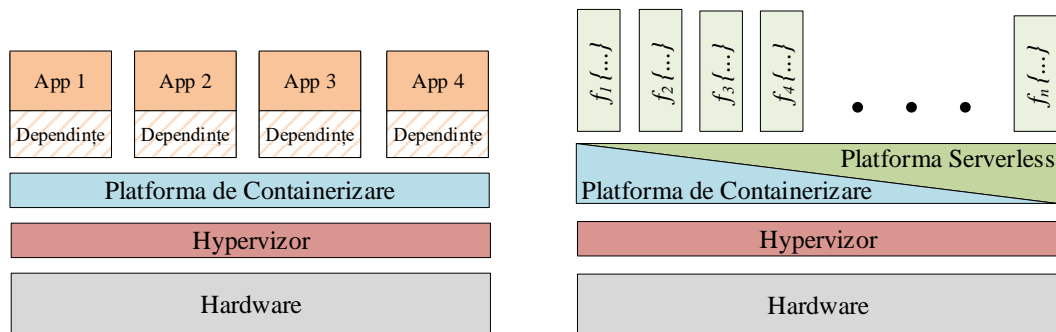 App 1
Dependințe
App 2
Dependințe
App 3
Dependințe
App 4
Dependințe
Platforma de Containerizare
Hypervizor
Hardware
f1{...}
f2{...}
f3{...}
f4{...}
fn{...}
Platforma Serverless
Platforma de Containerizare
Hypervizor
Hardware